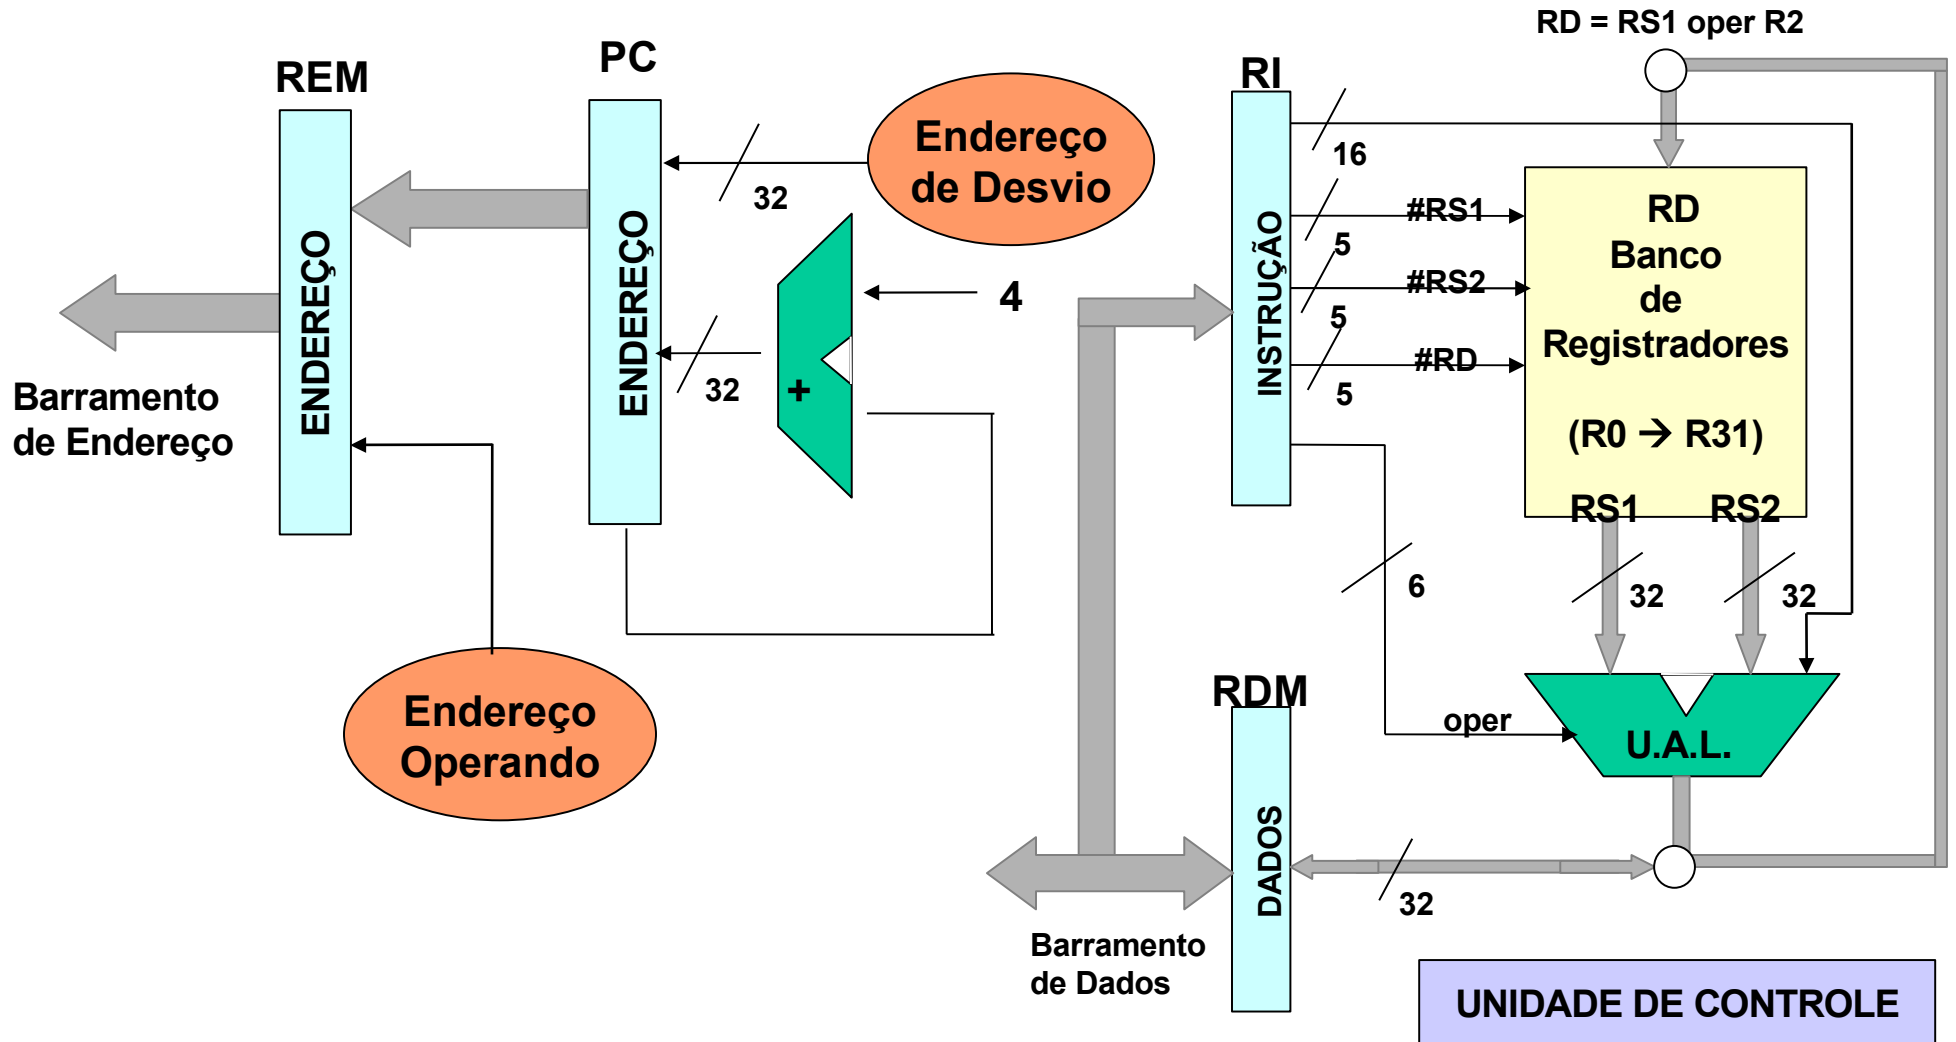 RD = RS1 oper R2
REM
PC
RI
ENDEREÇO
ENDEREÇO
Endereço
de Desvio
32
4
32
+
Barramento
de Endereço
Endereço
Operando
INSTRUÇÃO
16
#RS1
5
#RS2
5
#RD
5
6
RD
Banco
de
Registradores
(R0 → R31)
RS1
RS2
32
32
oper
U.A.L.
RDM
DADOS
32
Barramento
de Dados
UNIDADE DE CONTROLE